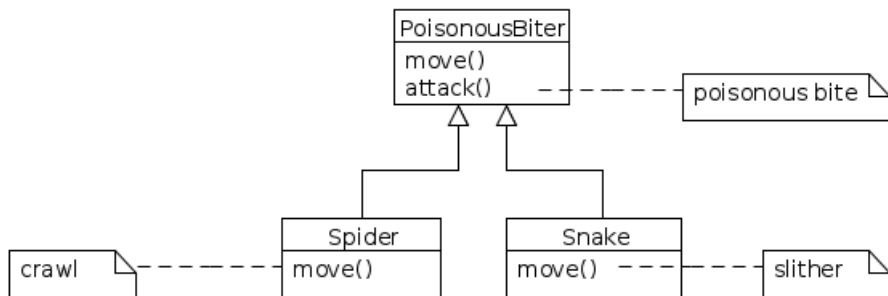 PoisonousBiter
move()
attack()
poisonous bite
Spider
Snake
crawl
move()
move()
slither